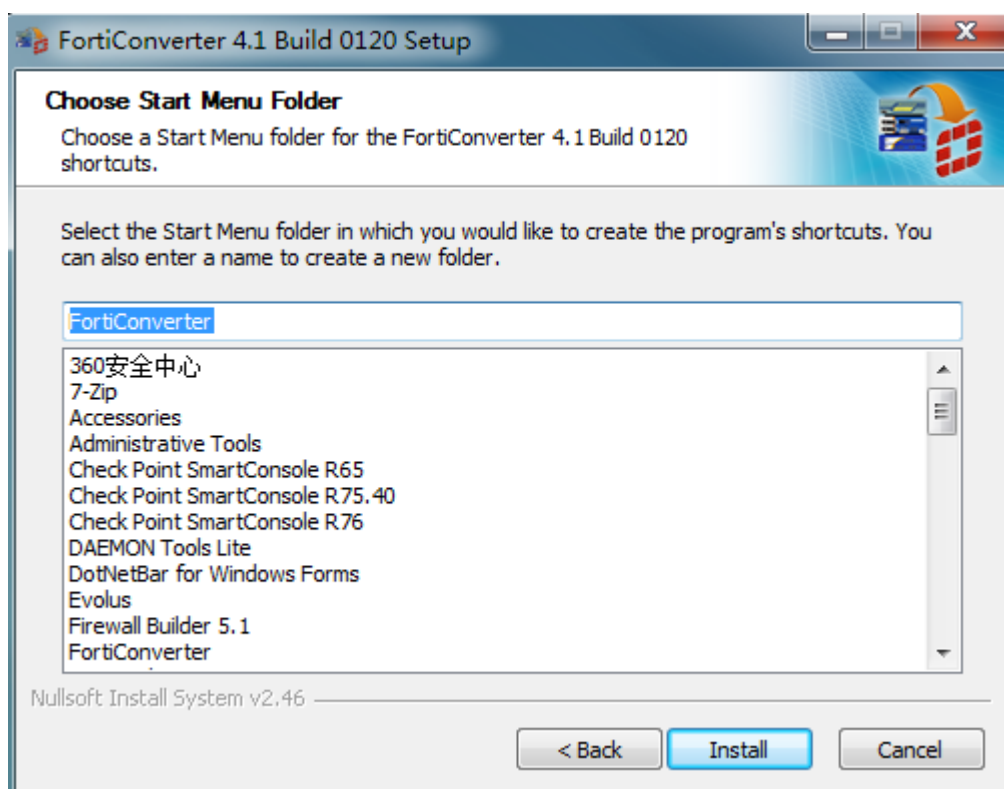 FortiConverter 4.1 Build 0120 Setup
Choose Start Menu Folder
Choose a Start Menu folder for the FortiConverter 4.1 Build 0120
shortcuts.
Select the Start Menu folder in which you would like to create the program's shortcuts. You
can also enter a name to create a new folder.
FortiConverter
360安全中心
7-Zip
Accessories
Administrative Tools
Check Point SmartConsole R65
Check Point SmartConsole R75.40
Check Point SmartConsole R76
DAEMON Tools Lite
DotNetBar for Windows Forms
Evolus
Firewall Builder 5.1
FortiConverter
Nullsoft Install System v2.46
< Back
Install
Cancel